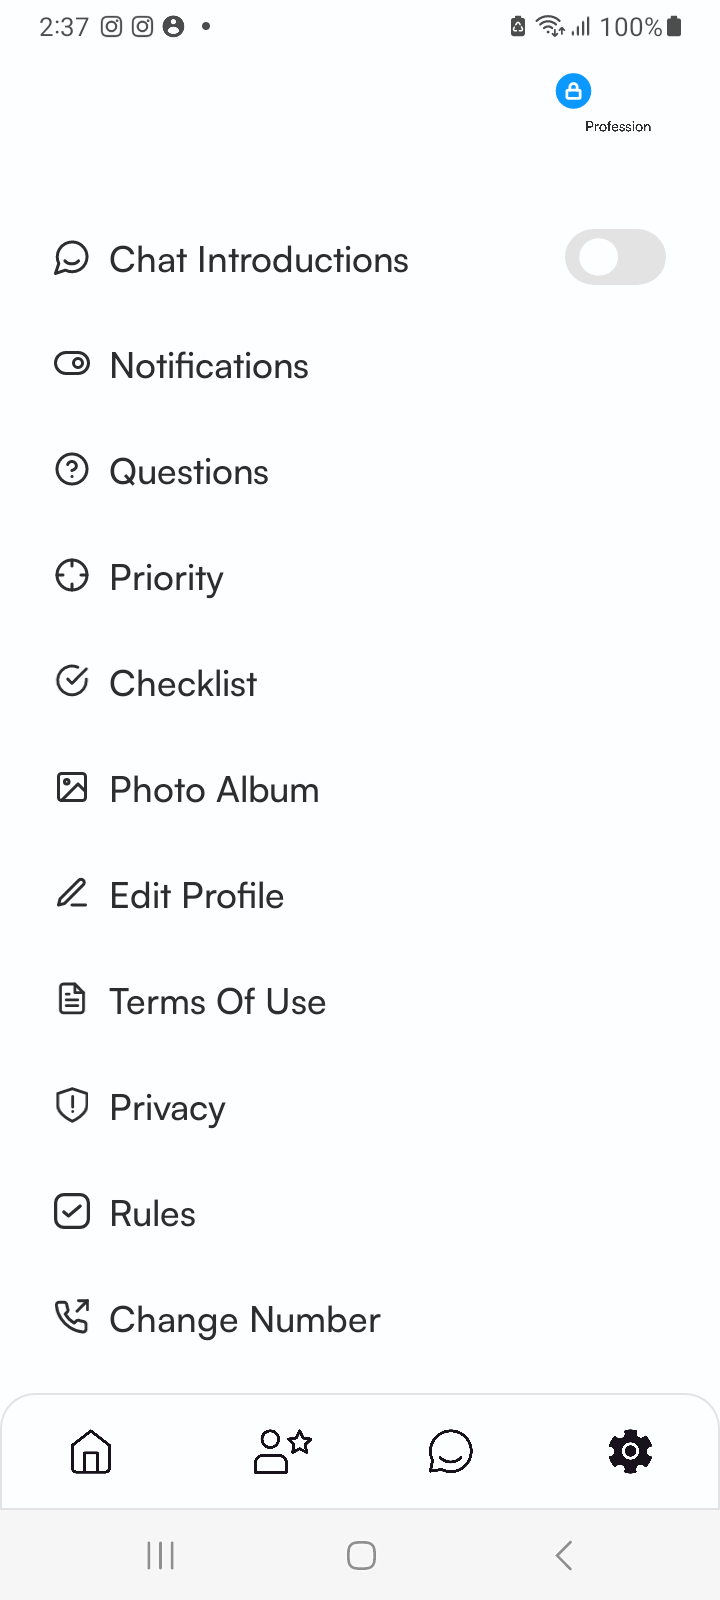 2:37
100%
Profession
Chat Introductions
Notifications
Questions
Priority
Checklist
Photo Album
Edit Profile
Terms Of Use
Privacy
Rules
Change Number